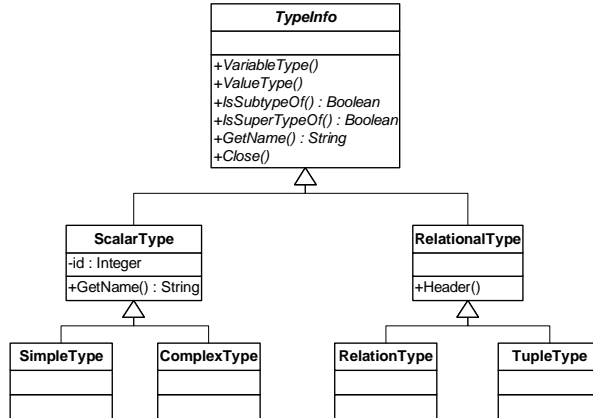 TypeInfo
+VariableType()
+ValueType()
+IsSubtypeOf() : Boolean
+IsSuperTypeOf() : Boolean
+GetName() : String
+Close()
ScalarType
-id : Integer
+GetName() : String
RelationalType
+Header()
SimpleType
ComplexType
RelationType
TupleType